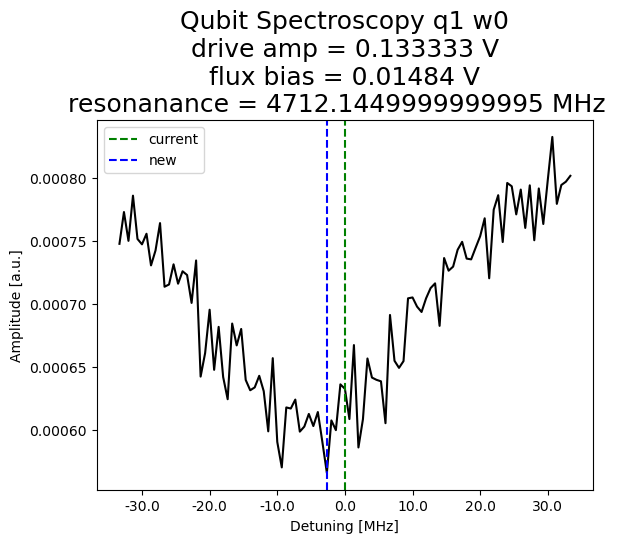 Qubit Spectroscopy q1 w0
drive amp = 0.133333 V
flux bias = 0.01484 V
resonanance = 4712.1449999999995 MHz
current
new
0.00080
0.00075
0.00070
0.00065
0.00060
Amplitude [a.u.]
-30.0 -20.0 -10.0 0.0 10.0 20.0 30.0
Detuning [MHz]